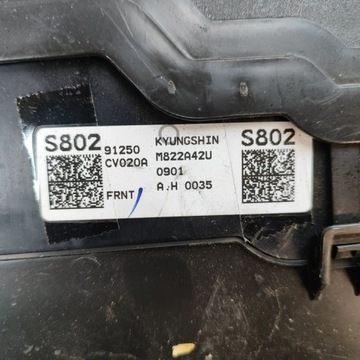 S802
91250
CV020A
FRNT
KYUNGSHIN
M822A42U
0901
A.H 0035
S802